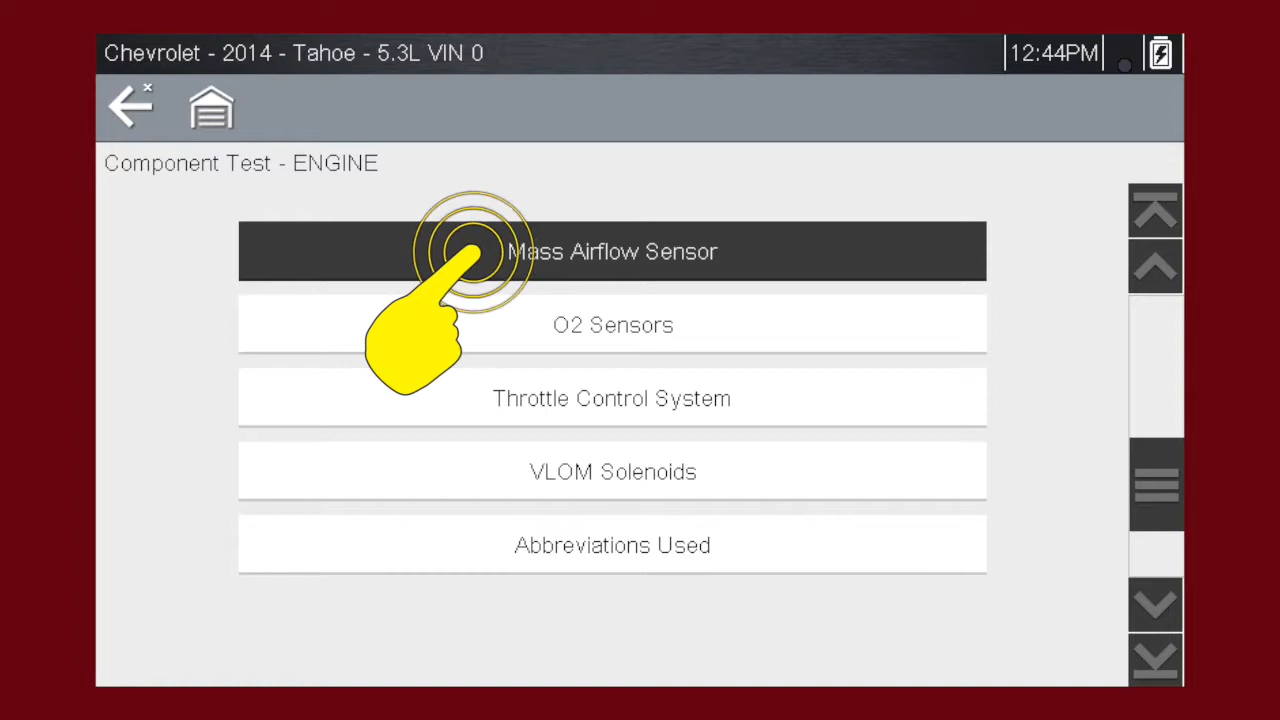 Chevrolet - 2014 - Tahoe - 5.3L VIN 0
12:44PM
Component Test - ENGINE
Mass Airflow Sensor
O2 Sensors
Throttle Control System
VLOM Solenoids
Abbreviations Used